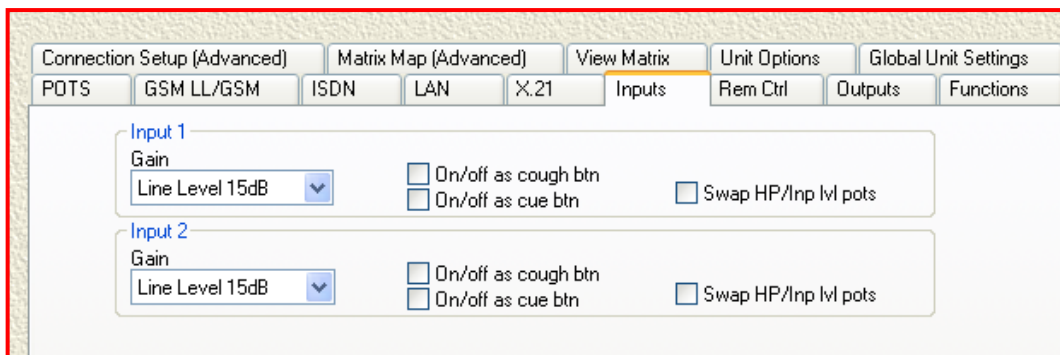 Connection Setup (Advanced) Matrix Map (Advanced) View Matrix Unit Options Global Unit Settings
POTS GSM LL/GSM ISDN LAN X.21 Inputs Rem Ctrl Outputs Functions
Input 1
Gain
Line Level 15dB On/off as cough btn
On/off as cue btn Swap HP/Inp lvl pots
Input 2
Gain
Line Level 15dB On/off as cough btn
On/off as cue btn Swap HP/Inp lvl pots